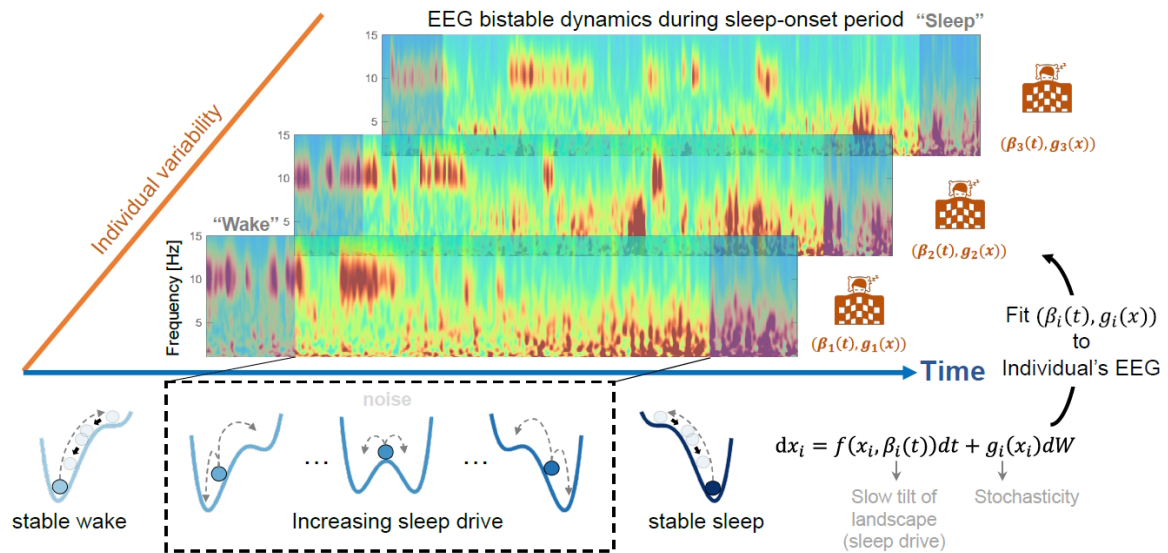 EEG bistable dynamics during sleep-onset period
“Sleep”
15
10
5
(β₃(t), g₃(x))
Individual variability
15
10
5
(β₂(t), g₂(x))
“Wake”
Frequency [Hz]
15
10
5
(β₁(t), g₁(x))
Fit (βᵢ(t), gᵢ(x))
to
Individual’s EEG
Time
noise
...
...
stable wake
Increasing sleep drive
stable sleep
dxᵢ = f(xᵢ, βᵢ(t))dt + gᵢ(xᵢ)dW
Slow tilt of
landscape
(sleep drive)
Stochasticity